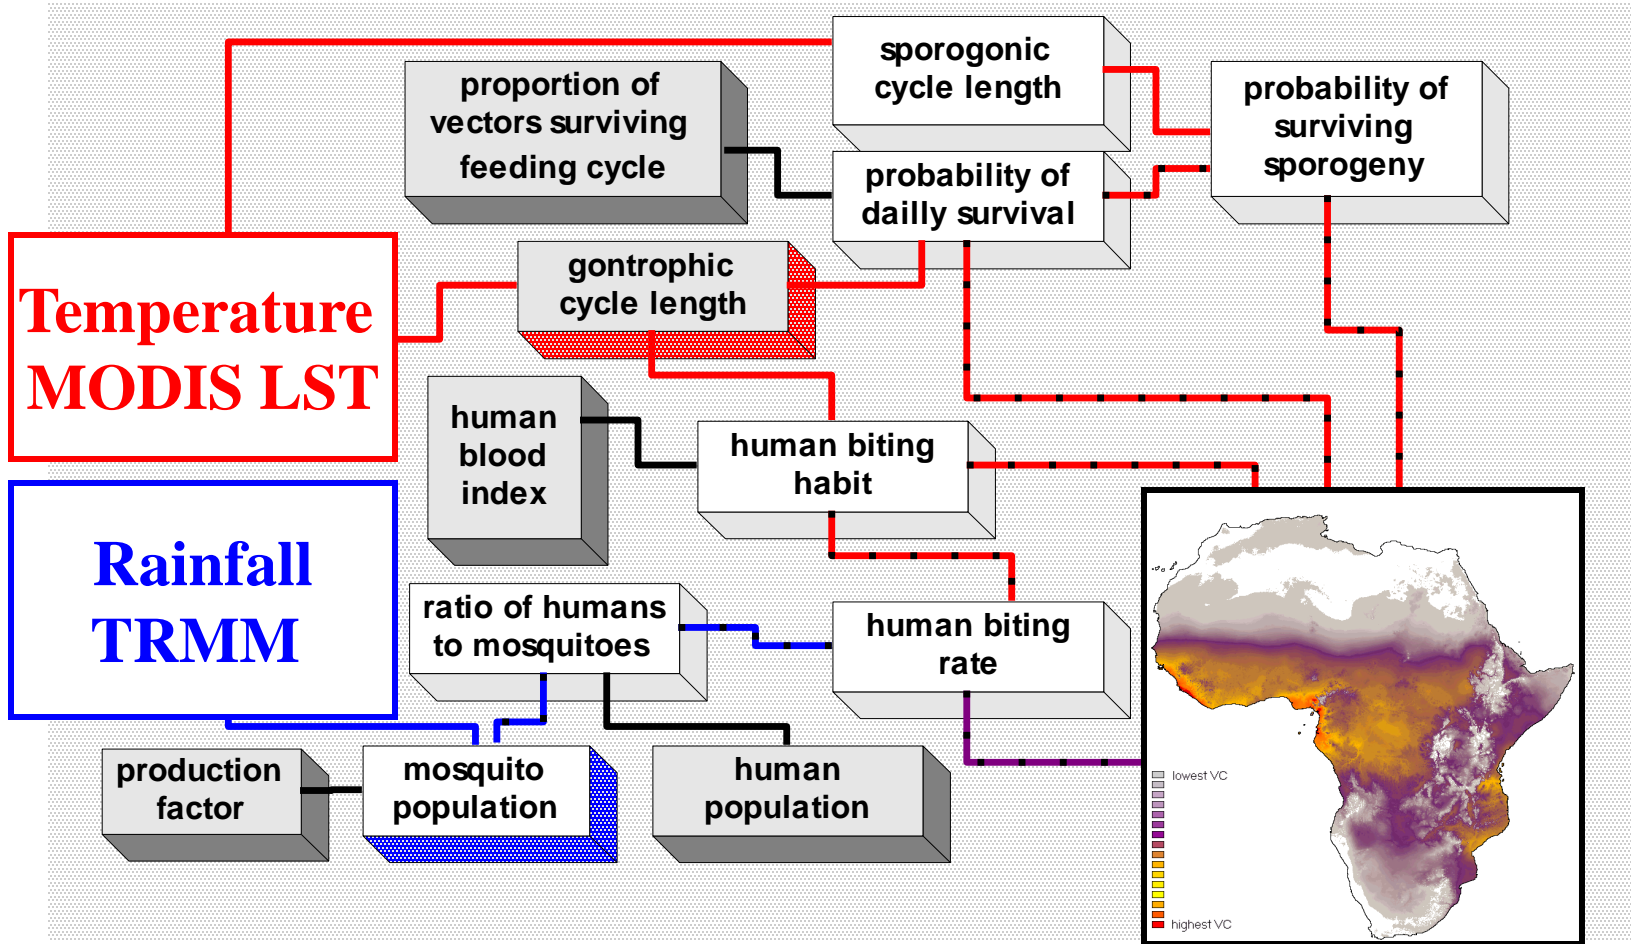 sporogonic
cycle length
proportion of
vectors surviving
feeding cycle
probability of
surviving
sporogeny
probability of
dailly survival
gontrophic
cycle length
Temperature
MODIS LST
human
blood
index
human biting
habit
Rainfall
TRMM
ratio of humans
to mosquitoes
human biting
rate
production
factor
mosquito
population
human
population
lowest VC
highest VC